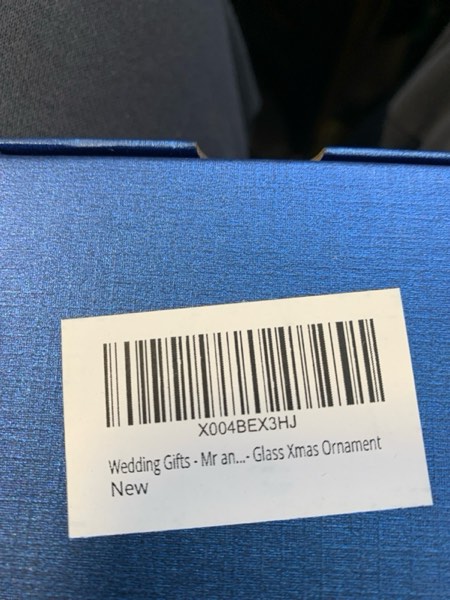 X004BEX3HJ
Wedding Gifts - Mr an...- Glass Xmas Ornament
New